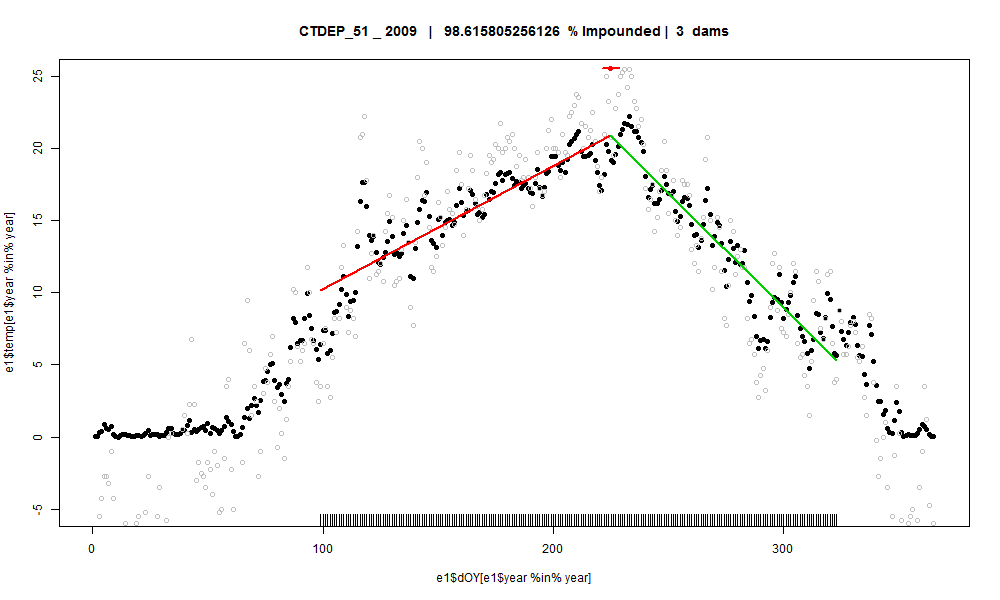 CTDEP_51 _ 2009 | 98.615805256126 % Impounded | 3 dams
25
20
15
10
5
0
-5
e1$temp[e1$year %in% year]
0 100 200 300
e1$dOY[e1$year %in% year]